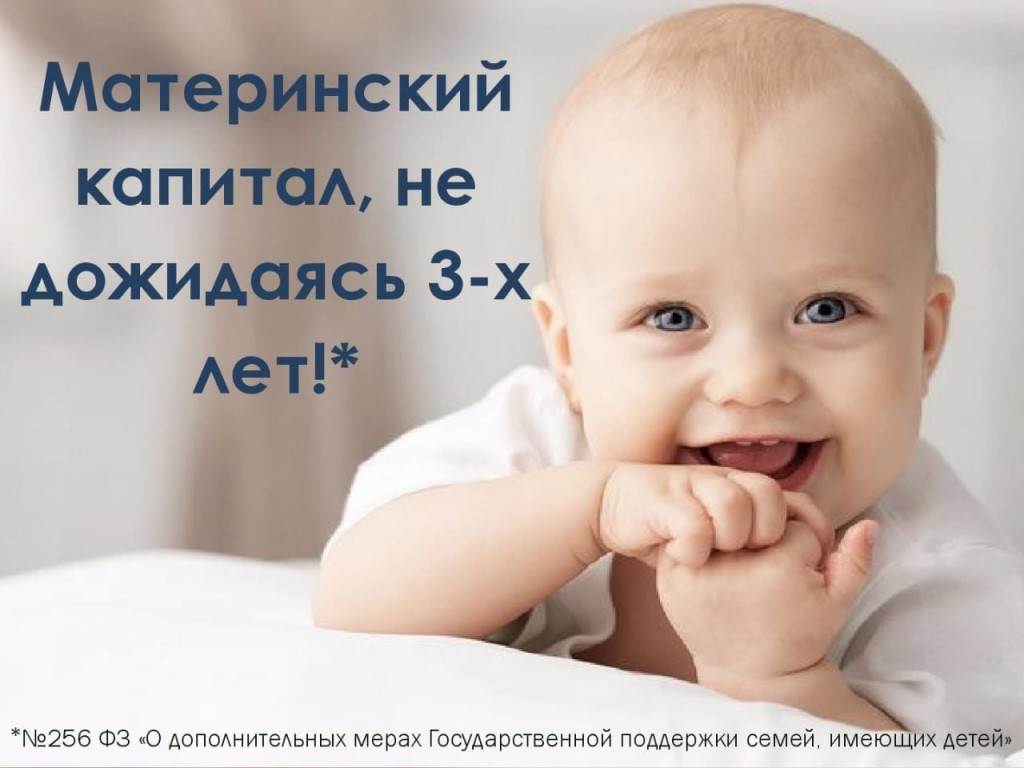 Материнский
капитал, не
дожидаясь 3-х
лет!*
*№256 ФЗ «О дополнительных мерах Государственной поддержки семей, имеющих детей»